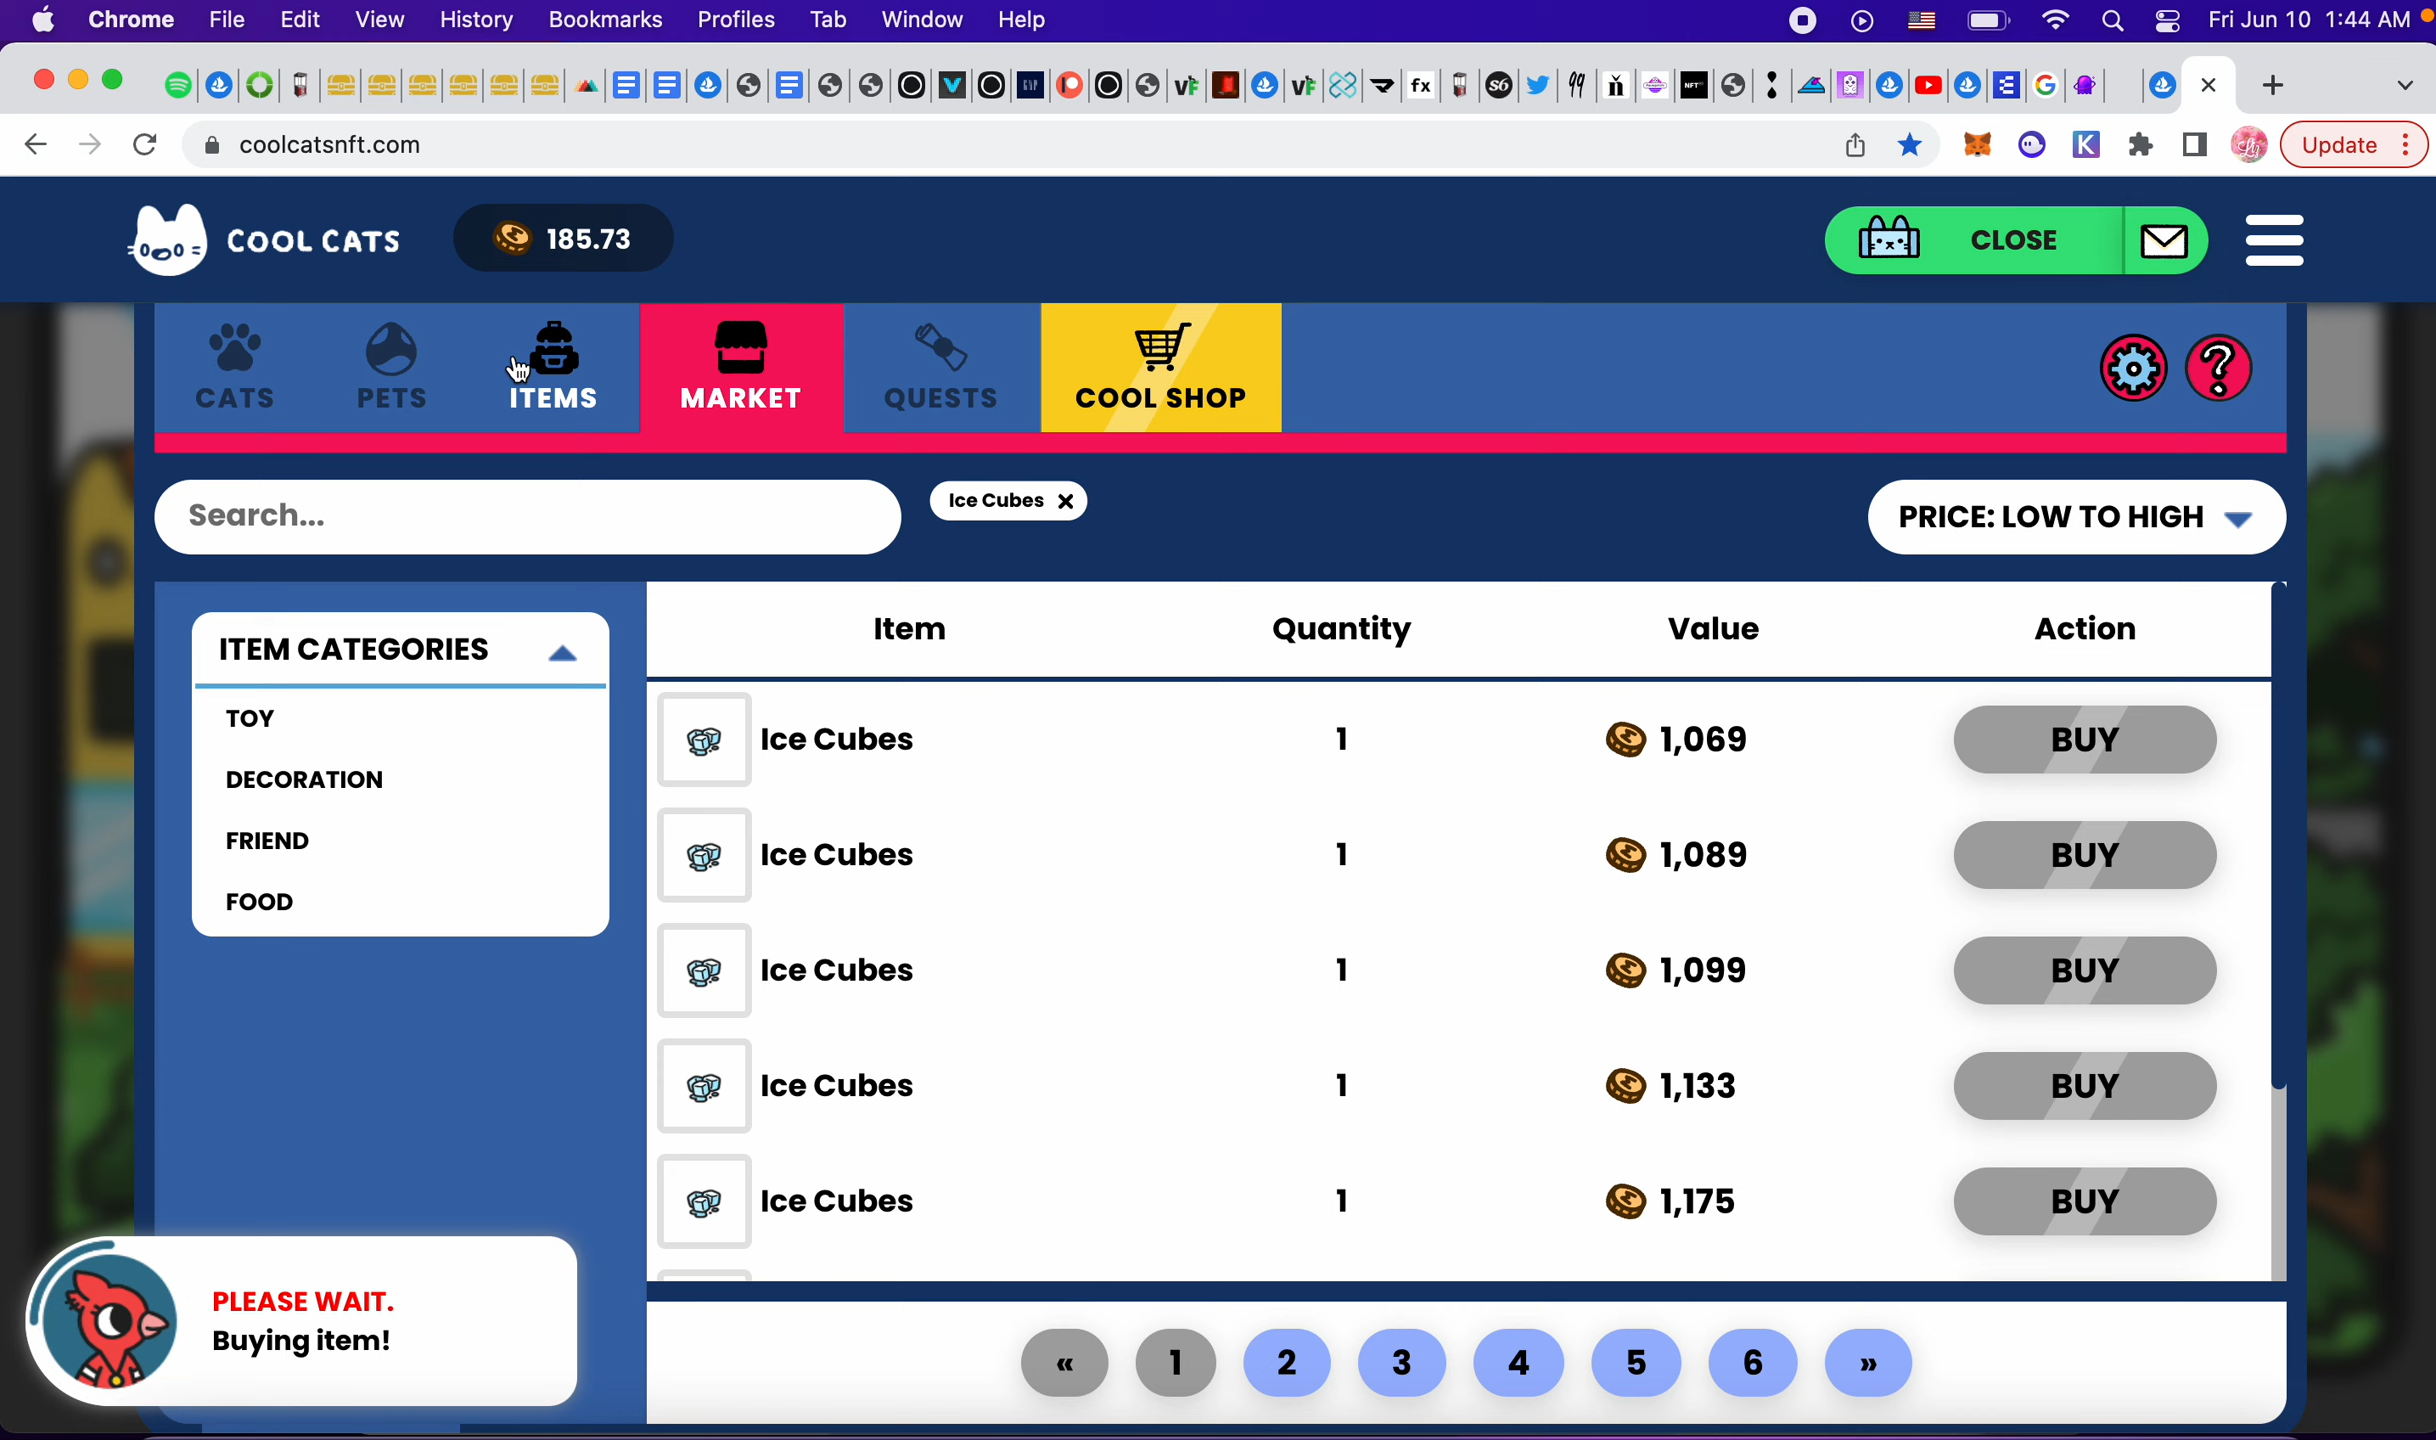 Chrome File Edit View History Bookmarks Profiles Tab Window Help Fri Jun 10 1:44 AM
coolcatsnft.com Update
COOL CATS 185.73 CLOSE
CATS PETS ITEMS MARKET QUESTS COOL SHOP ?
Search... Ice Cubes PRICE: LOW TO HIGH
ITEM CATEGORIES
TOY
DECORATION
FRIEND
FOOD
Item Quantity Value Action
Ice Cubes 1 1,069 BUY
Ice Cubes 1 1,089 BUY
Ice Cubes 1 1,099 BUY
Ice Cubes 1 1,133 BUY
Ice Cubes 1 1,175 BUY
PLEASE WAIT.
Buying item!
« 1 2 3 4 5 6 »